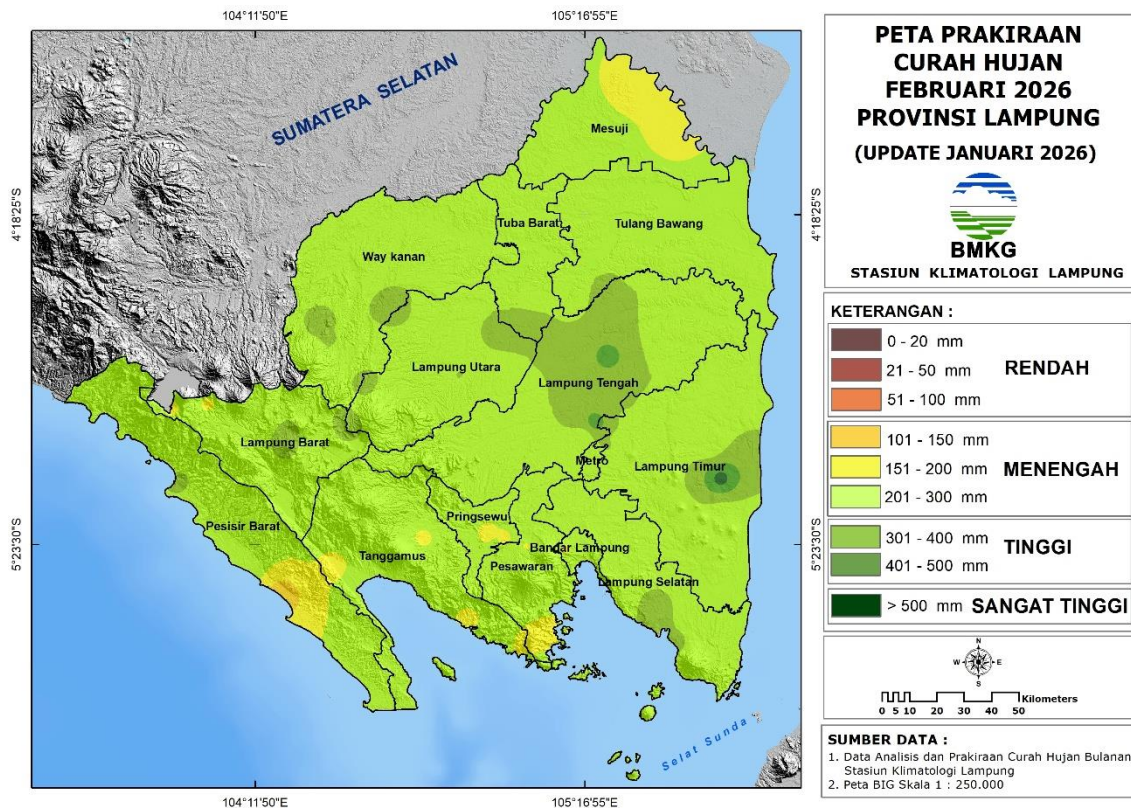 104°11'50"E
105°16'55"E
4°18'25"S
5°23'30"S
SUMATERA SELATAN
Mesuji
Tuba Barat
Tulang Bawang
Way kanan
Lampung Utara
Lampung Tengah
Lampung Barat
Metro
Lampung Timur
Pesisir Barat
Pringsewu
Tanggamus
Bandar Lampung
Pesawaran
Lampung Selatan
Selat Sunda
4°18'25"S
5°23'30"S
104°11'50"E
105°16'55"E
PETA PRAKIRAAN
CURAH HUJAN
FEBRUARI 2026
PROVINSI LAMPUNG
(UPDATE JANUARI 2026)
BMKG
STASIUN KLIMATOLOGI LAMPUNG
KETERANGAN :
0 - 20 mm
21 - 50 mm
51 - 100 mm
RENDAH
101 - 150 mm
151 - 200 mm
201 - 300 mm
MENENGAH
301 - 400 mm
401 - 500 mm
TINGGI
> 500 mm
SANGAT TINGGI
N
W
E
S
Kilometers
0 5 10 20 30 40 50
SUMBER DATA :
1. Data Analisis dan Prakiraan Curah Hujan Bulanan
Stasiun Klimatologi Lampung
2. Peta BIG Skala 1 : 250.000